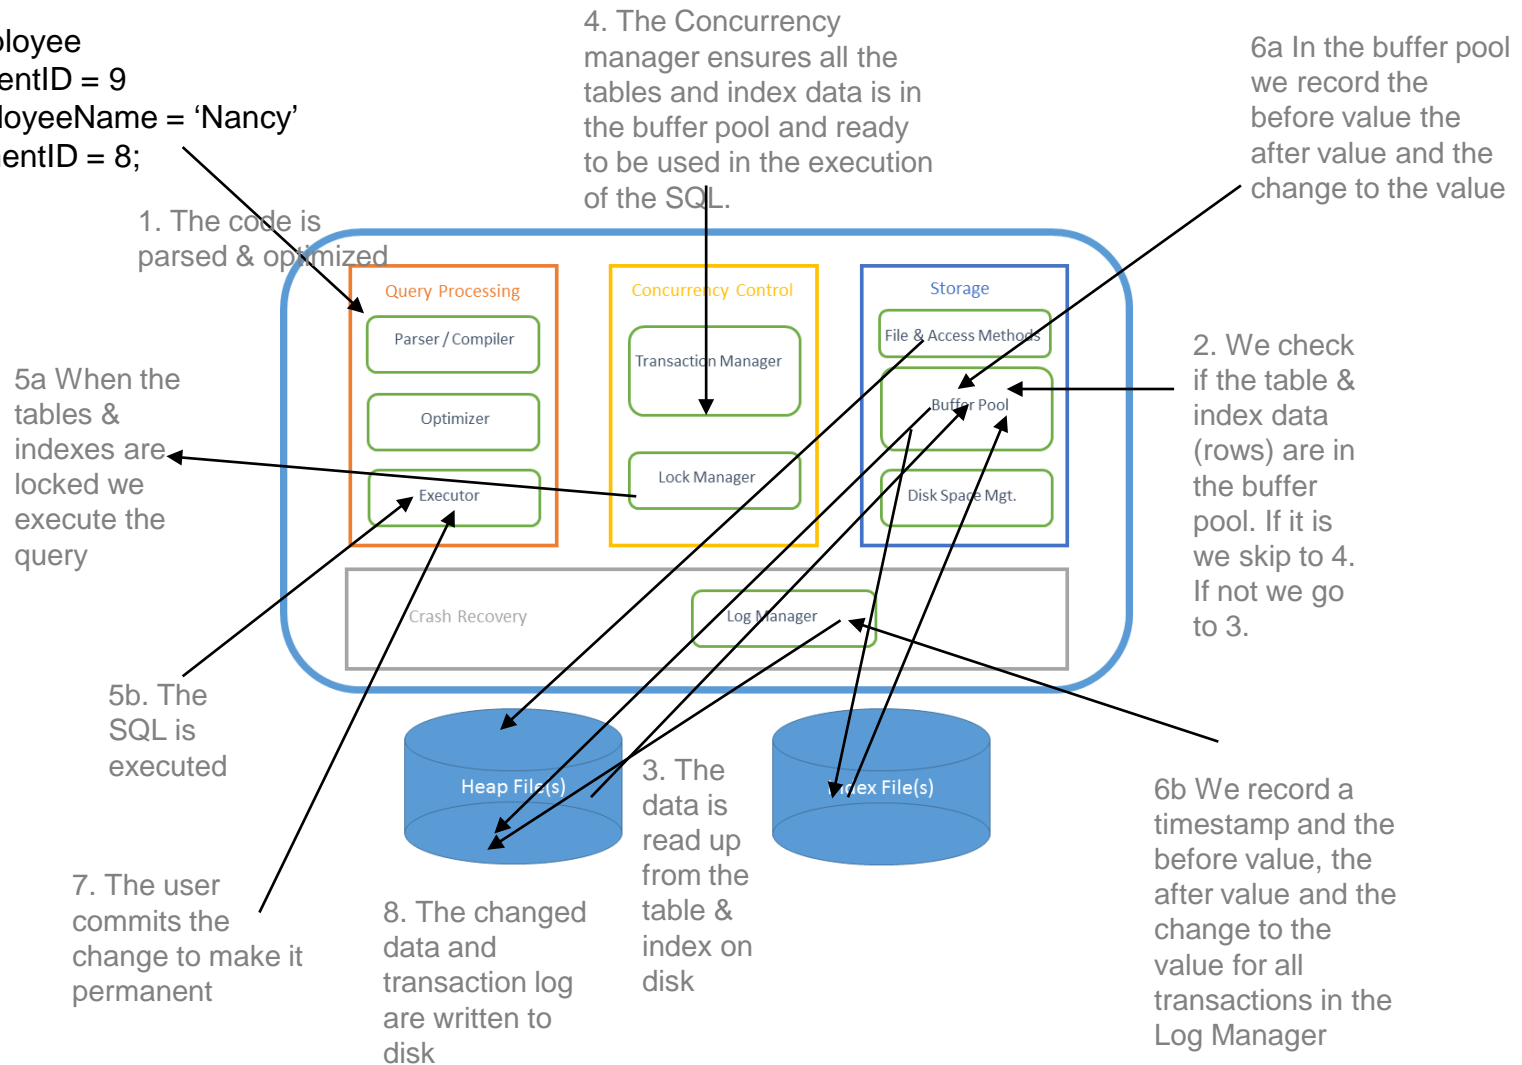 ployee
entID = 9
loyeeName = ‘Nancy’
mentID = 8;
1. The code is
parsed & optimized
4. The Concurrency
manager ensures all the
tables and index data is in
the buffer pool and ready
to be used in the execution
of the SQL.
6a In the buffer pool
we record the
before value the
after value and the
change to the value
Query Processing
Parser / Compiler
Optimizer
Executor
Concurrency Control
Transaction Manager
Lock Manager
Storage
File & Access Methods
Buffer Pool
Disk Space Mgt.
Crash Recovery
Log Manager
5a When the
tables &
indexes are
locked we
execute the
query
2. We check
if the table &
index data
(rows) are in
the buffer
pool. If it is
we skip to 4.
If not we go
to 3.
5b. The
SQL is
executed
Heap File(s)
Index File(s)
3. The
data is
read up
from the
table &
index on
disk
6b We record a
timestamp and the
before value, the
after value and the
change to the
value for all
transactions in the
Log Manager
7. The user
commits the
change to make it
permanent
8. The changed
data and
transaction log
are written to
disk